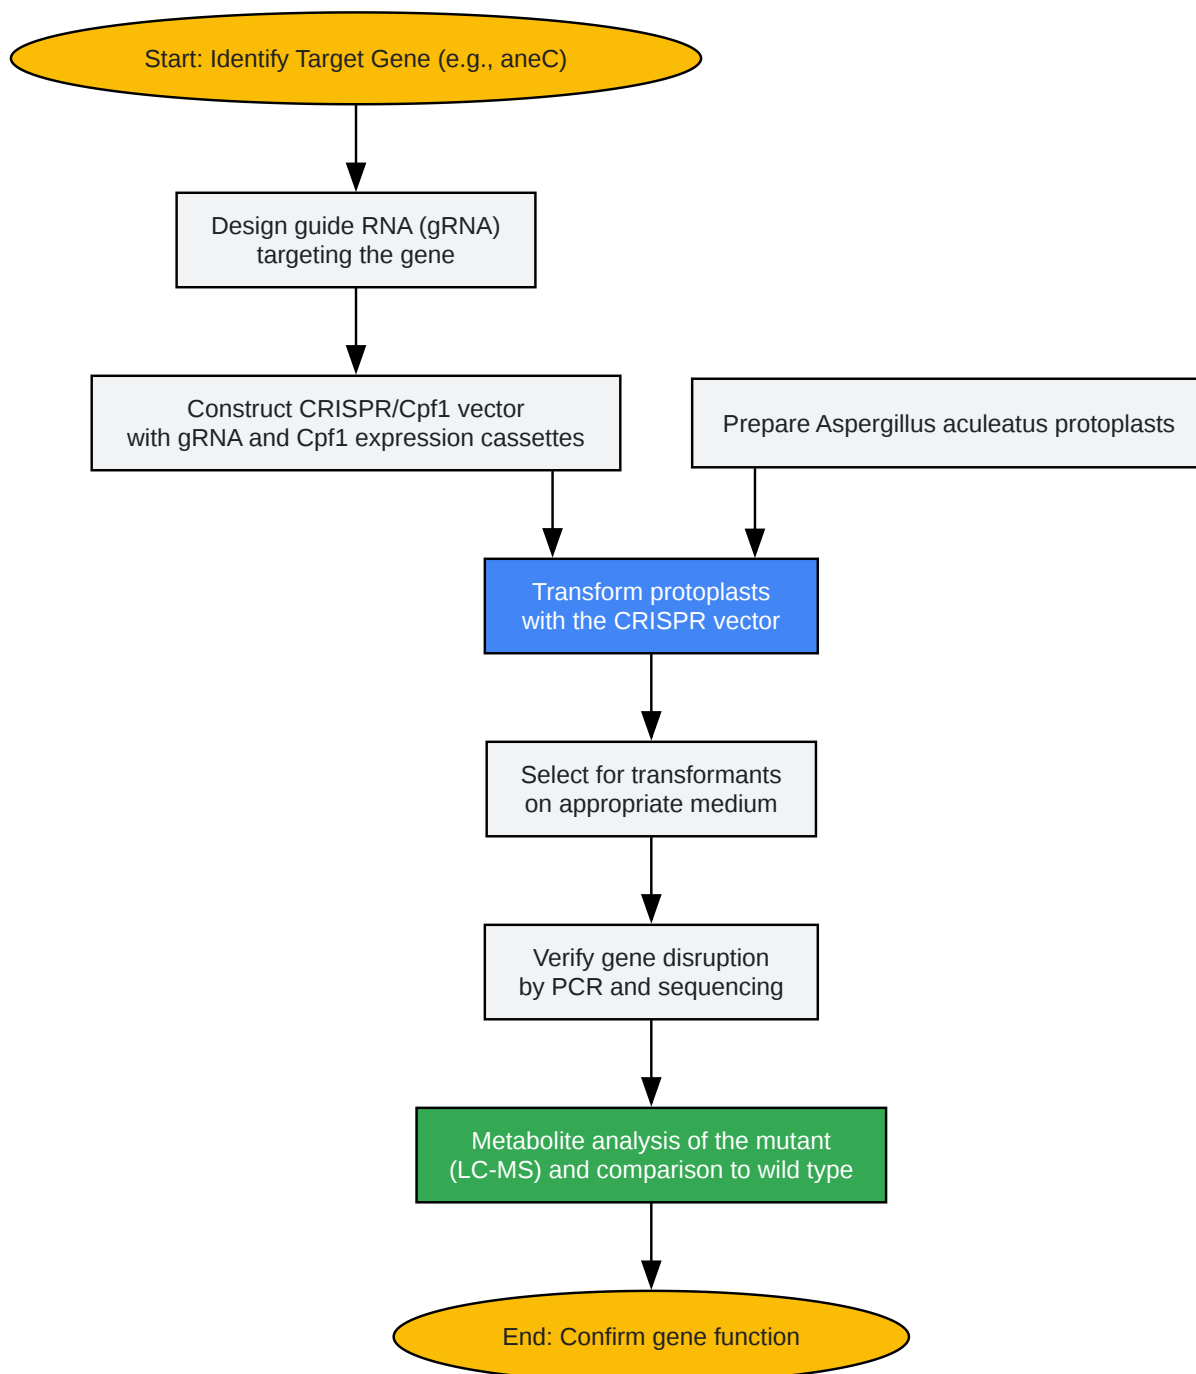 Start: Identify Target Gene (e.g., aneC)
Design guide RNA (gRNA)
targeting the gene
Construct CRISPR/Cpf1 vector
with gRNA and Cpf1 expression cassettes
Prepare Aspergillus aculeatus protoplasts
Transform protoplasts
with the CRISPR vector
Select for transformants
on appropriate medium
Verify gene disruption
by PCR and sequencing
Metabolite analysis of the mutant
(LC-MS) and comparison to wild type
End: Confirm gene function